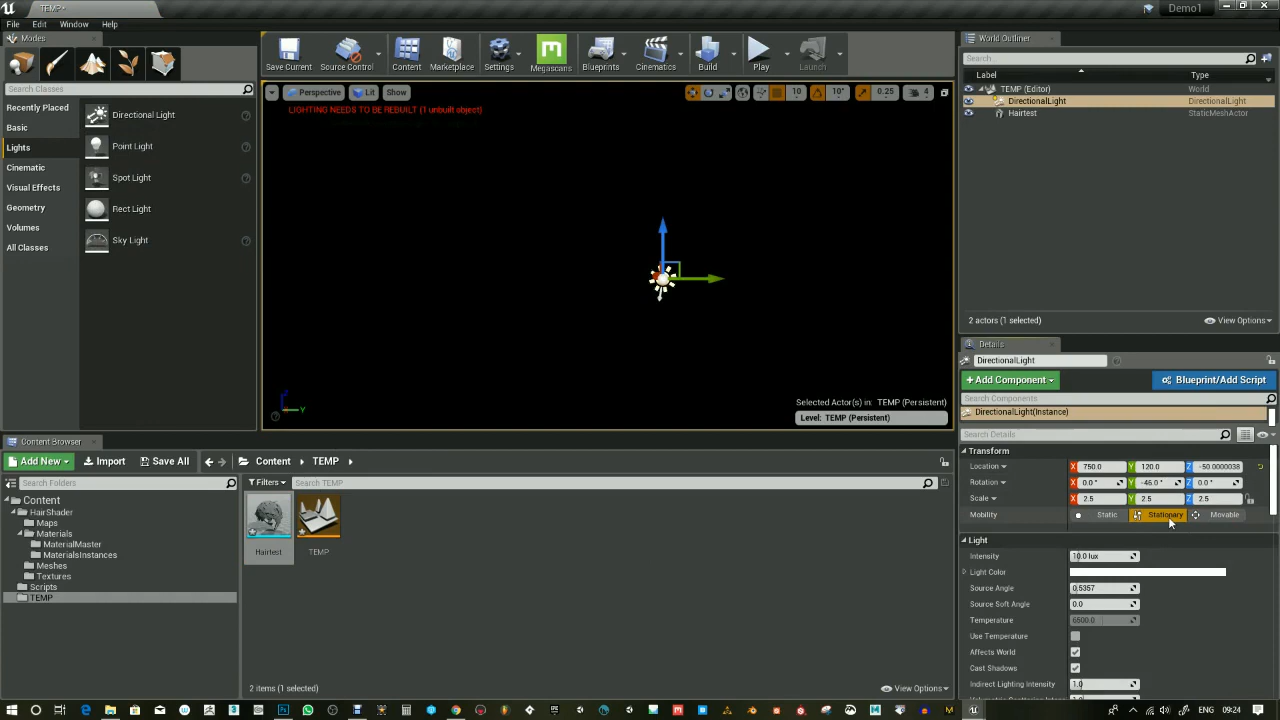 TEMP*
Demo1
File Edit Window Help
Modes
Search Classes
Recently Placed
Basic
Lights
Cinematic
Visual Effects
Geometry
Volumes
All Classes
Directional Light
Point Light
Spot Light
Rect Light
Sky Light
Save Current
Source Control
Content
Marketplace
Settings
Megascans
Blueprints
Cinematics
Build
Play
Launch
Perspective Lit Show
10 10° 0.25 4
LIGHTING NEEDS TO BE REBUILT (1 unbuilt object)
Y
Selected Actor(s) in: TEMP (Persistent)
Level: TEMP (Persistent)
World Outliner
Search...
Label Type
TEMP (Editor) World
DirectionalLight DirectionalLight
Hairtest StaticMeshActor
2 actors (1 selected)
View Options
Details
DirectionalLight
+Add Component
Blueprint/Add Script
Search Components
DirectionalLight(Instance)
Search Details
Transform
Location X 750.0 Y 120.0 Z -50.0000038
Rotation X 0.0 ° Y -46.0 ° Z 0.0 °
Scale X 2.5 Y 2.5 Z 2.5
Mobility Static Stationary Movable
Light
Intensity 10.0 lux
Light Color
Source Angle 0.5357
Source Soft Angle 0.0
Temperature 6500.0
Use Temperature
Affects World
Cast Shadows
Indirect Lighting Intensity 1.0
Content Browser
Add New Import Save All
Content TEMP
Search Folders
Content
HairShader
Maps
Materials
MaterialMaster
MaterialsInstances
Meshes
Textures
Scripts
TEMP
Filters Search TEMP
Hairtest
TEMP
2 items (1 selected)
View Options
ENG 09:24